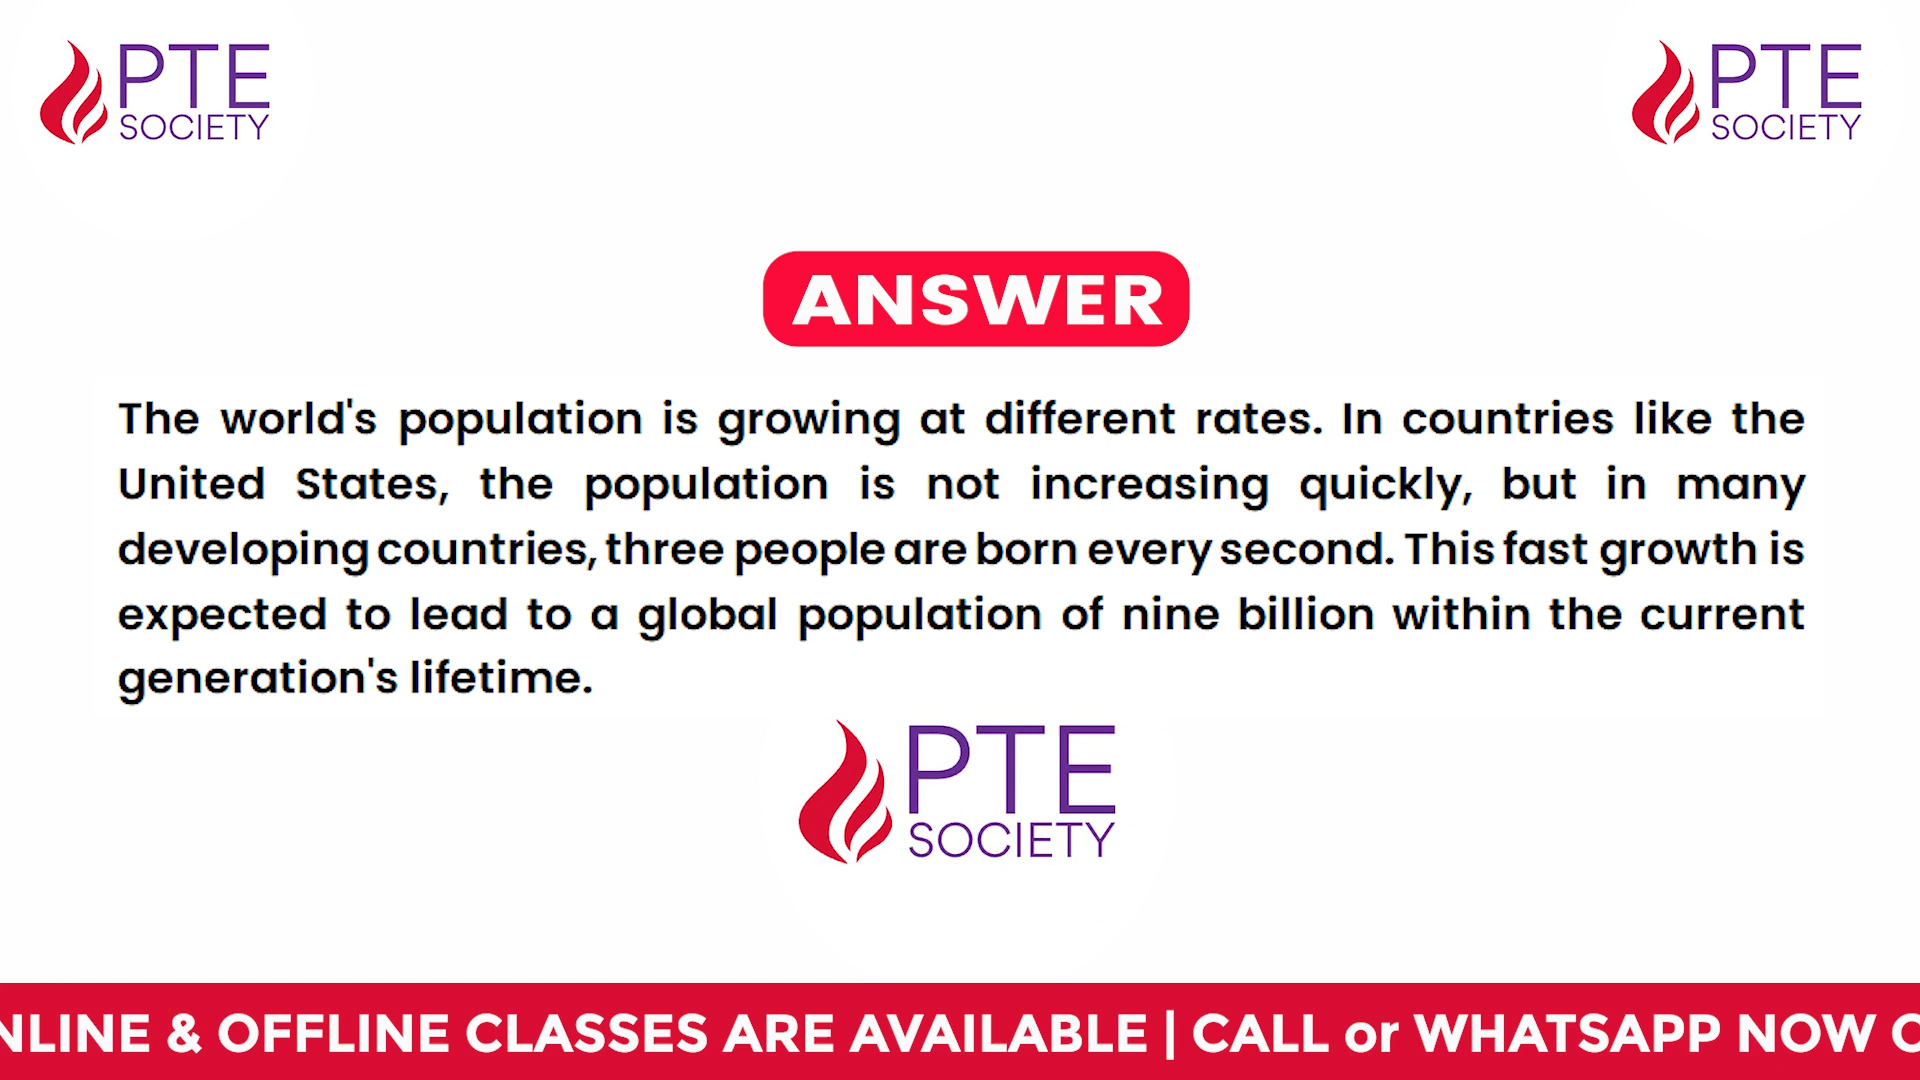 PTE
SOCIETY
PTE
SOCIETY
ANSWER
The world's population is growing at different rates. In countries like the
United States, the population is not increasing quickly, but in many
developing countries, three people are born every second. This fast growth is
expected to lead to a global population of nine billion within the current
generation's lifetime.
PTE
SOCIETY
& OFFLINE CLASSES ARE AVAILABLE | CALL or WHATSAPP NOW